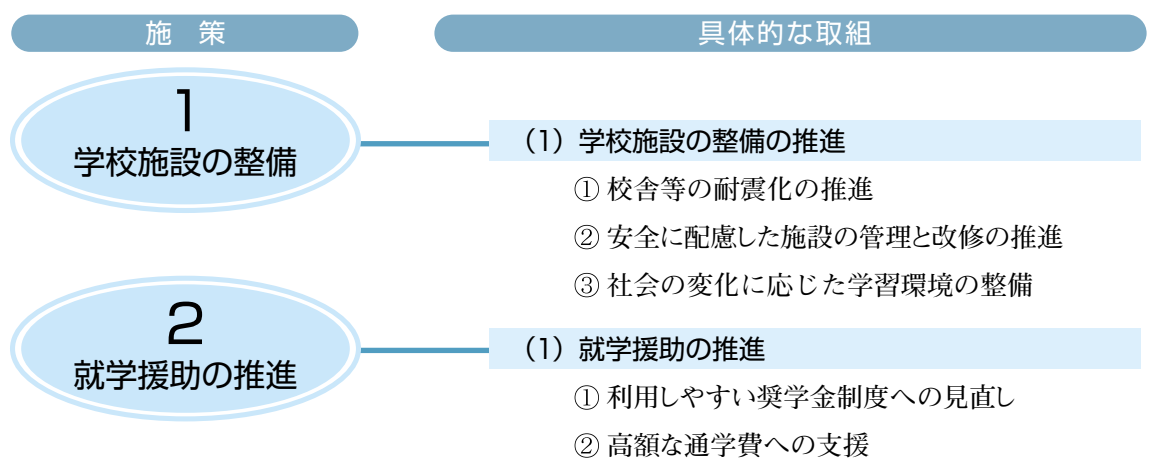 施 策
具体的な取組
1
学校施設の整備
(1) 学校施設の整備の推進
① 校舎等の耐震化の推進
② 安全に配慮した施設の管理と改修の推進
③ 社会の変化に応じた学習環境の整備
2
就学援助の推進
(1) 就学援助の推進
① 利用しやすい奨学金制度への見直し
② 高額な通学費への支援